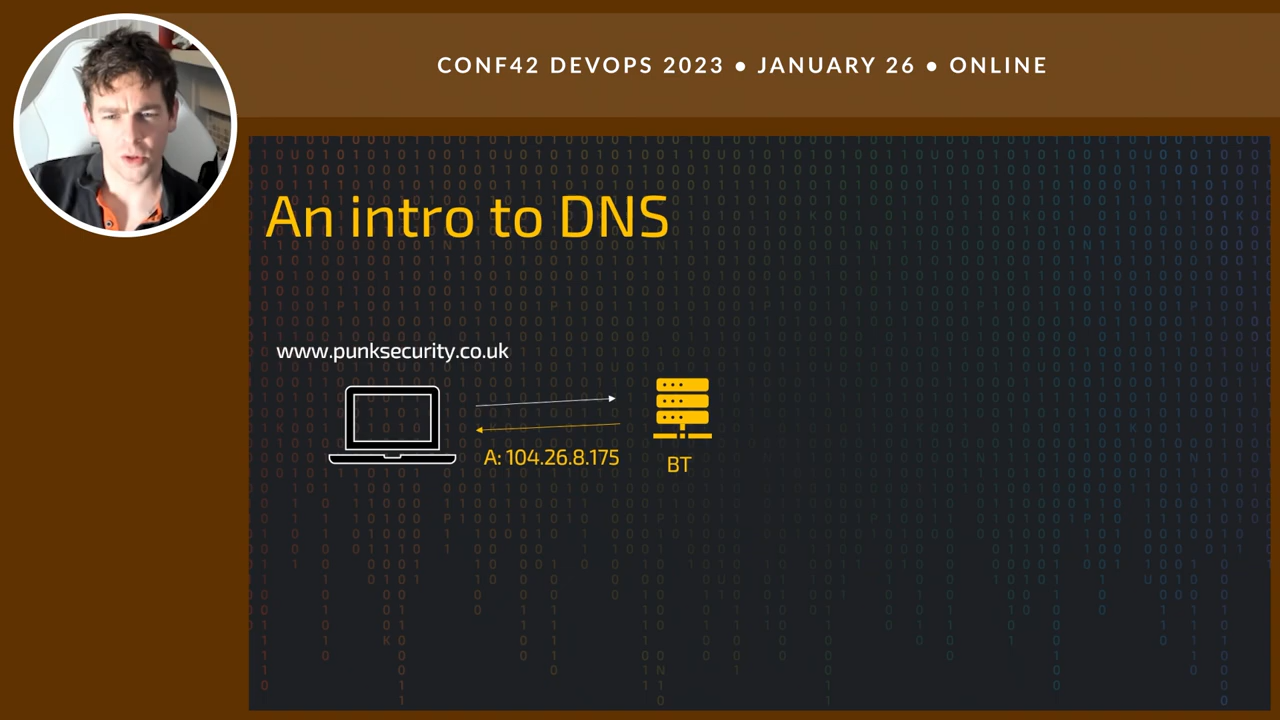 CONF42 DEVOPS 2023 ● JANUARY 26 ● ONLINE
An intro to DNS
www.punksecurity.co.uk
A: 104.26.8.175
BT